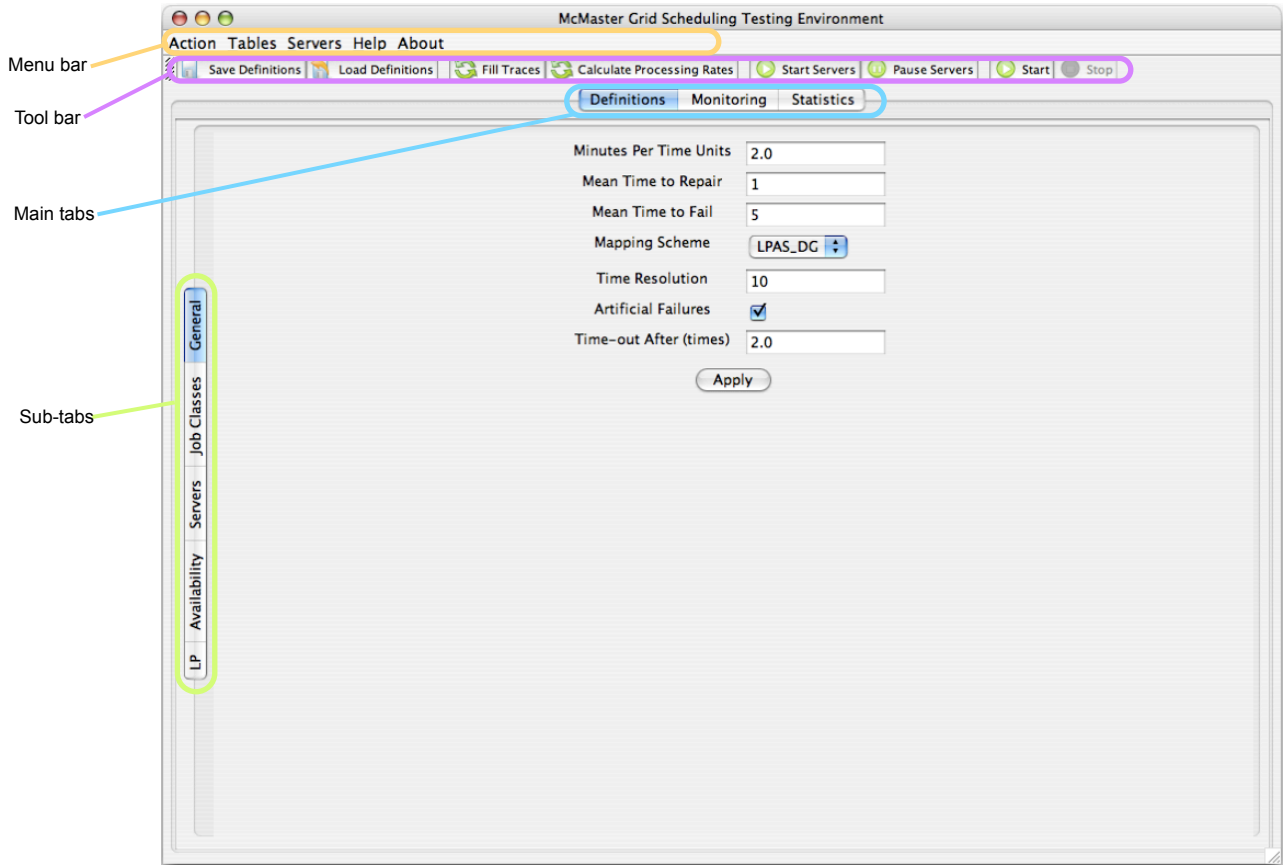 McMaster Grid Scheduling Testing Environment
Action Tables Servers Help About
Menu bar
Save Definitions Load Definitions Fill Traces Calculate Processing Rates Start Servers Pause Servers Start Stop
Tool bar
Definitions Monitoring Statistics
Minutes Per Time Units 2.0
Mean Time to Repair 1
Main tabs
Mean Time to Fail 5
Mapping Scheme LPAS_DG
Time Resolution 10
Artificial Failures
Time-out After (times) 2.0
Apply
Sub-tabs
General
Job Classes
Servers
Availability
LP